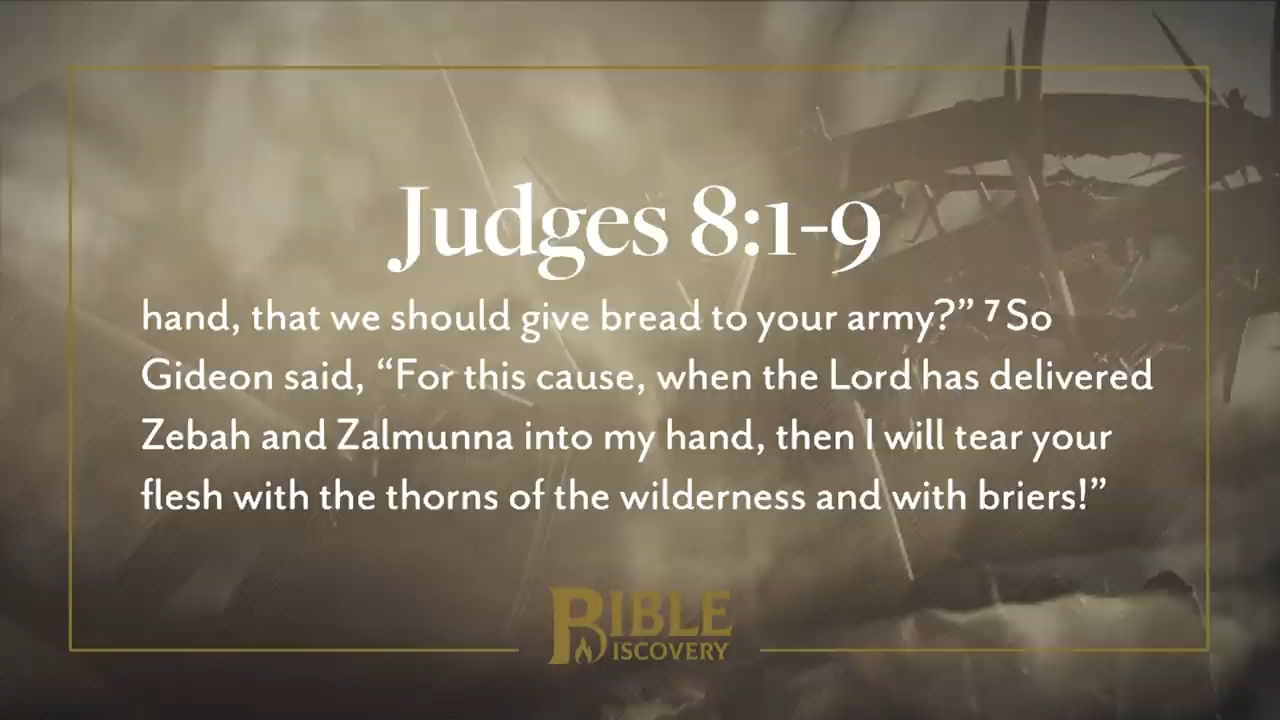 Judges 8:1-9
hand, that we should give bread to your army?” ⁷ So
Gideon said, “For this cause, when the Lord has delivered
Zebah and Zalmunna into my hand, then I will tear your
flesh with the thorns of the wilderness and with briers!”
BIBLE
DISCOVERY